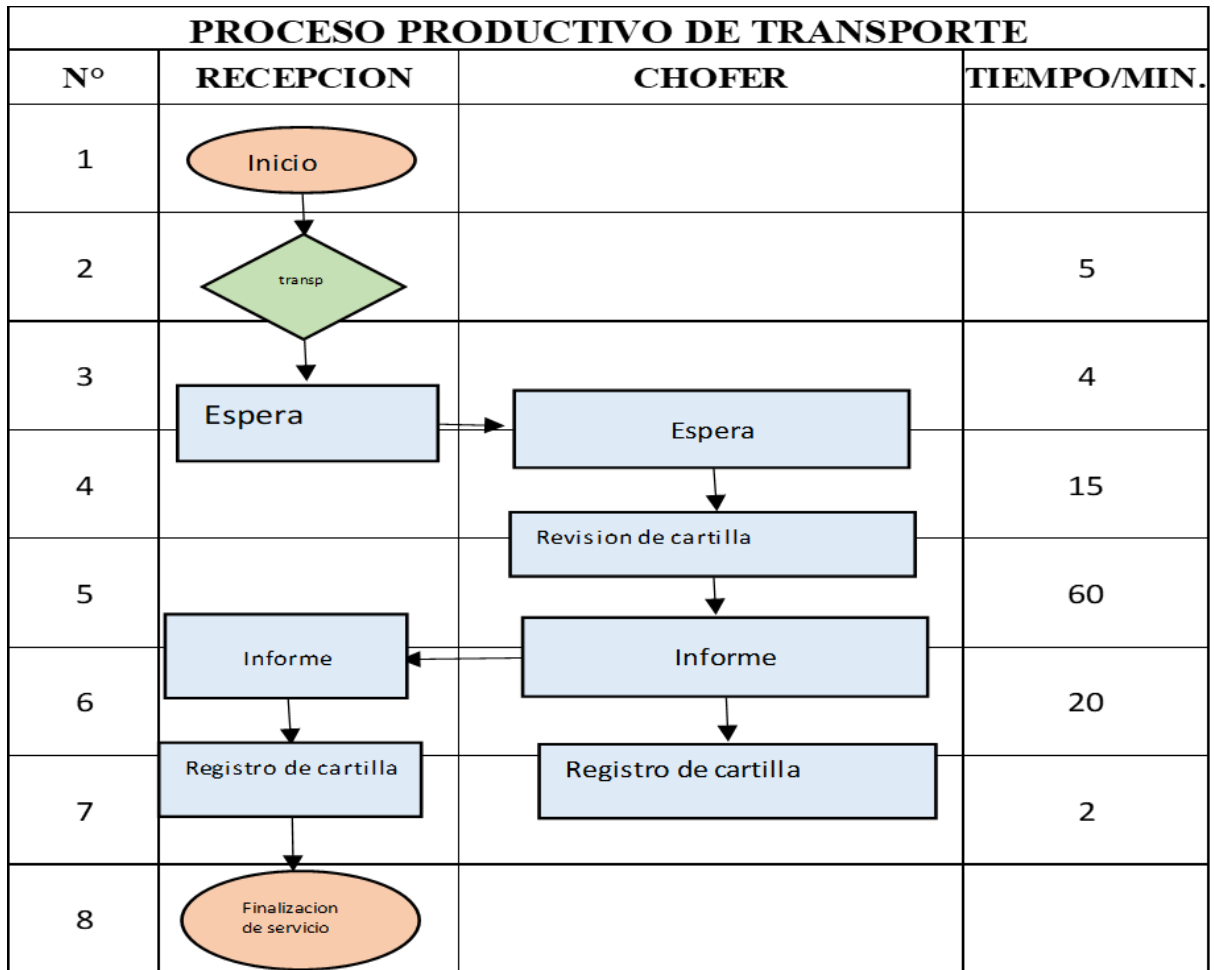 PROCESO PRODUCTIVO DE TRANSPORTE
N° RECEPCION CHOFER TIEMPO/MIN.
1 Inicio
2 transp 5
3 4
Espera Espera
4 15
Revision de cartilla
5 60
Informe Informe
6 20
Registro de cartilla Registro de cartilla
7 2
8 Finalizacion
de servicio